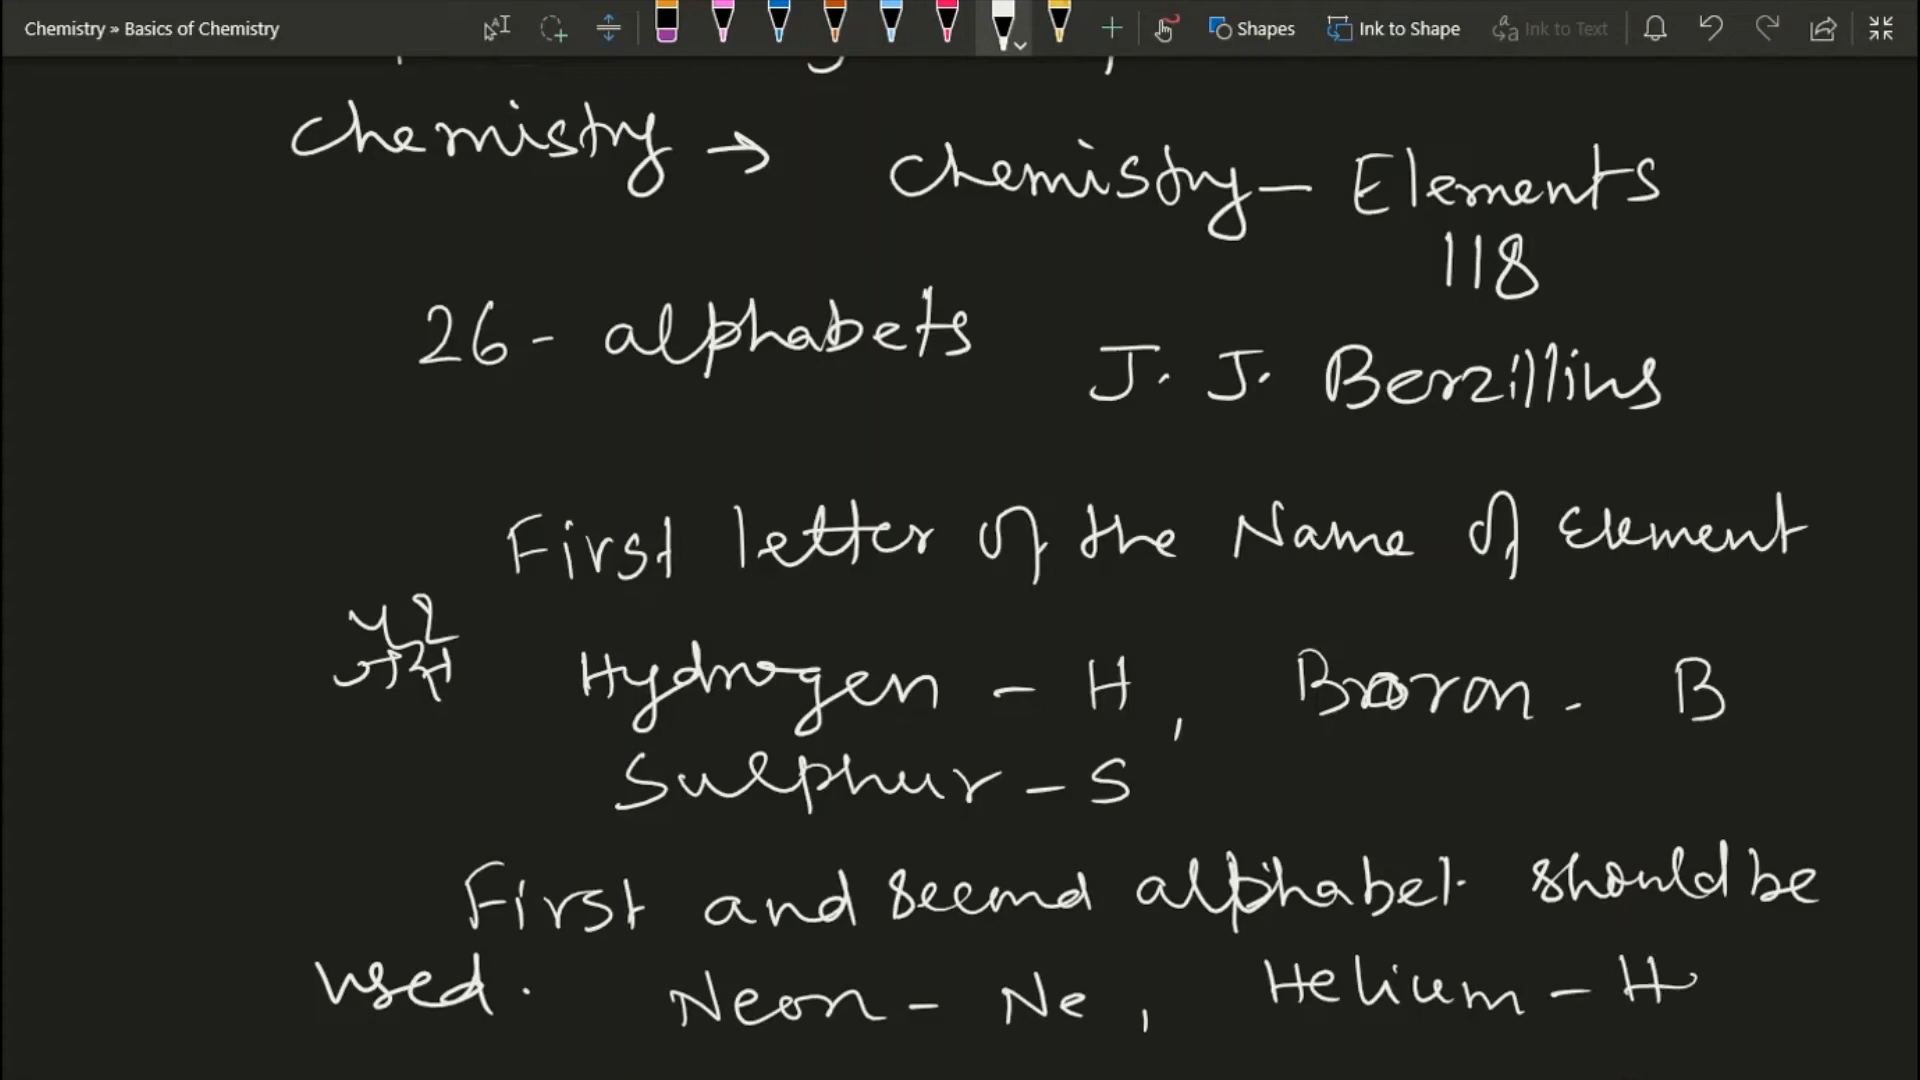 Chemistry » Basics of Chemistry Shapes Ink to Shape Ink to Text
Chemistry → Chemistry – Elements
118
26 - alphabets
J. J. Berzillius
First letter of the Name of Element
Hydrogen – H, Boron - B
Sulphur – S
First and second alphabet should be
used. Neon – Ne, Helium – H